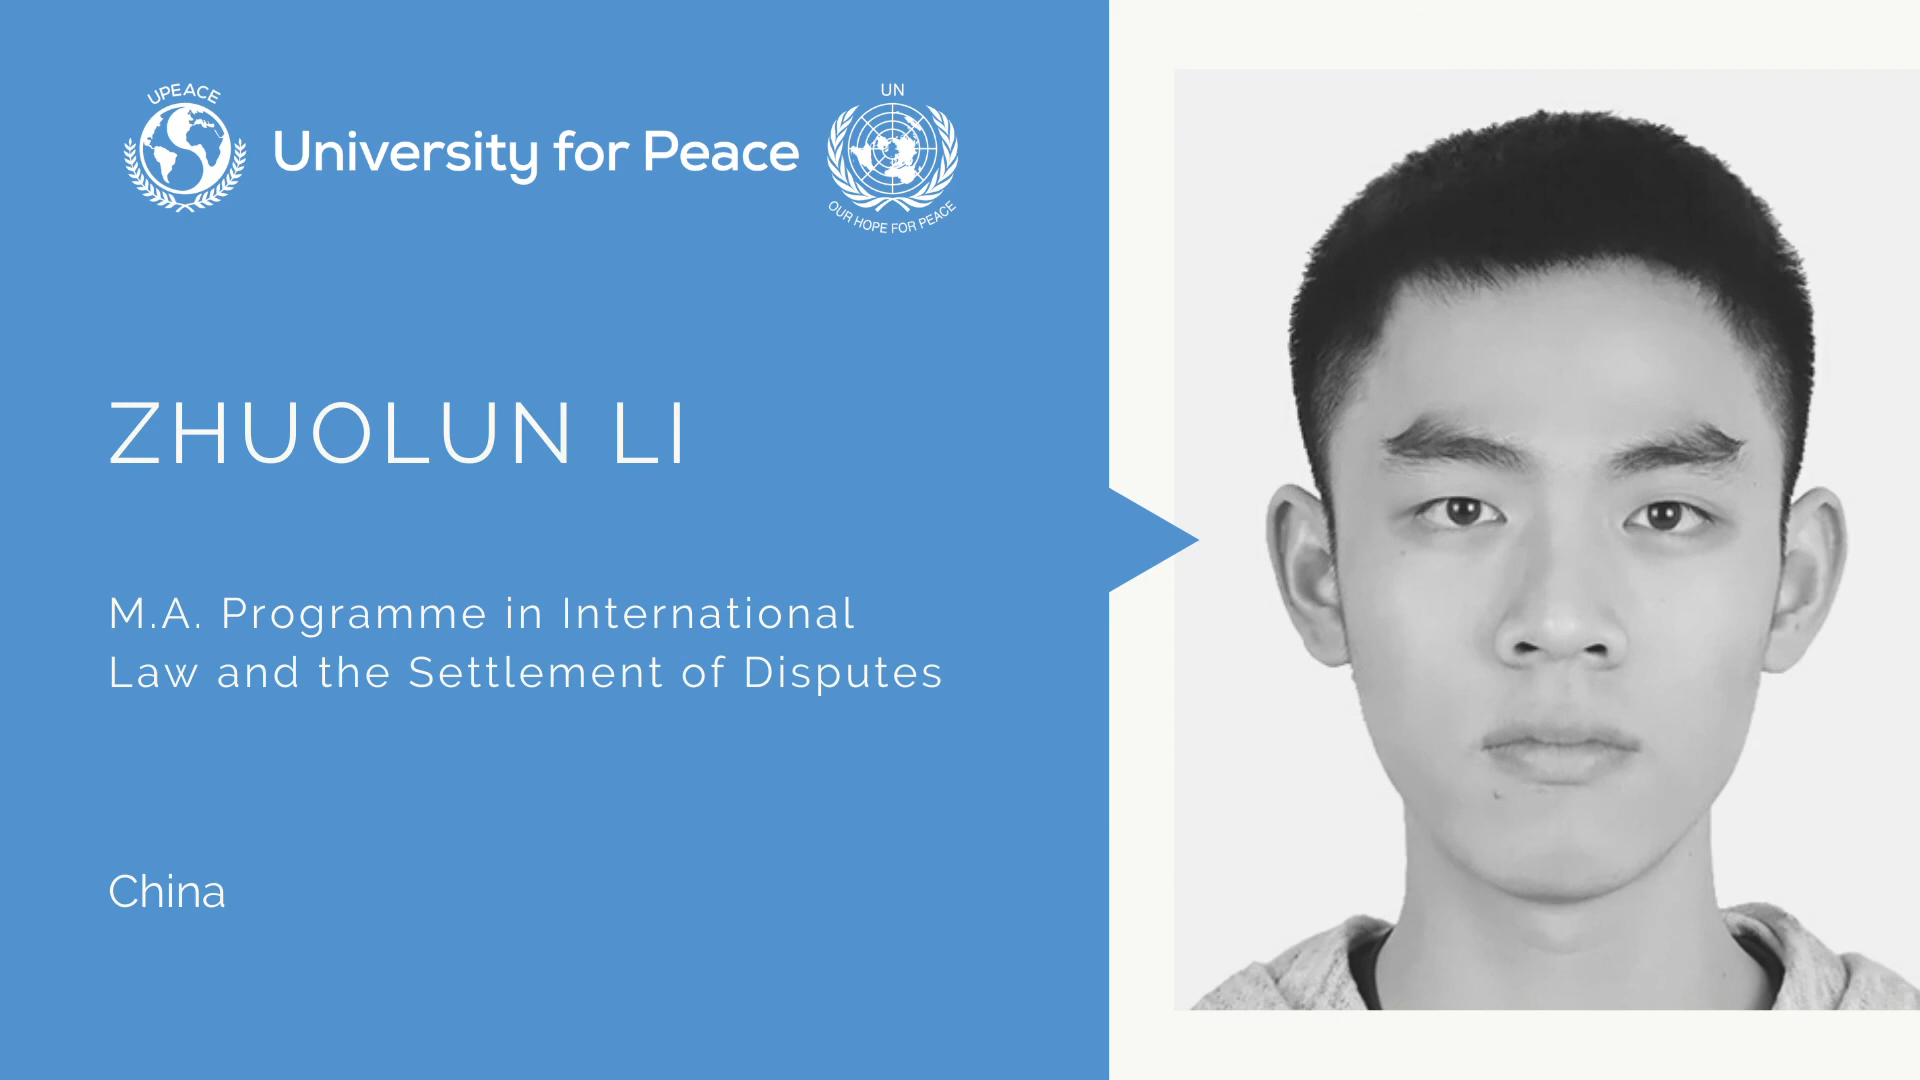 UPEACE
University for Peace
UN
OUR HOPE FOR PEACE
ZHUOLUN LI
M.A. Programme in International
Law and the Settlement of Disputes
China